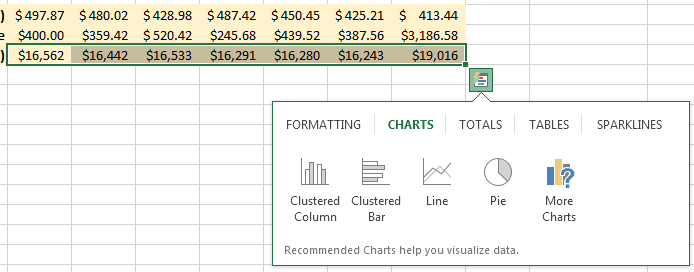 ) $ 497.87 $ 480.02 $ 428.98 $ 487.42 $ 450.45 $ 425.21 $ 413.44
e $400.00 $359.42 $ 520.42 $245.68 $439.52 $387.56 $3,186.58
) $16,562 $16,442 $16,533 $16,291 $16,280 $16,243 $19,016
FORMATTING CHARTS TOTALS TABLES SPARKLINES
Clustered Column Clustered Bar Line Pie More Charts
Recommended Charts help you visualize data.